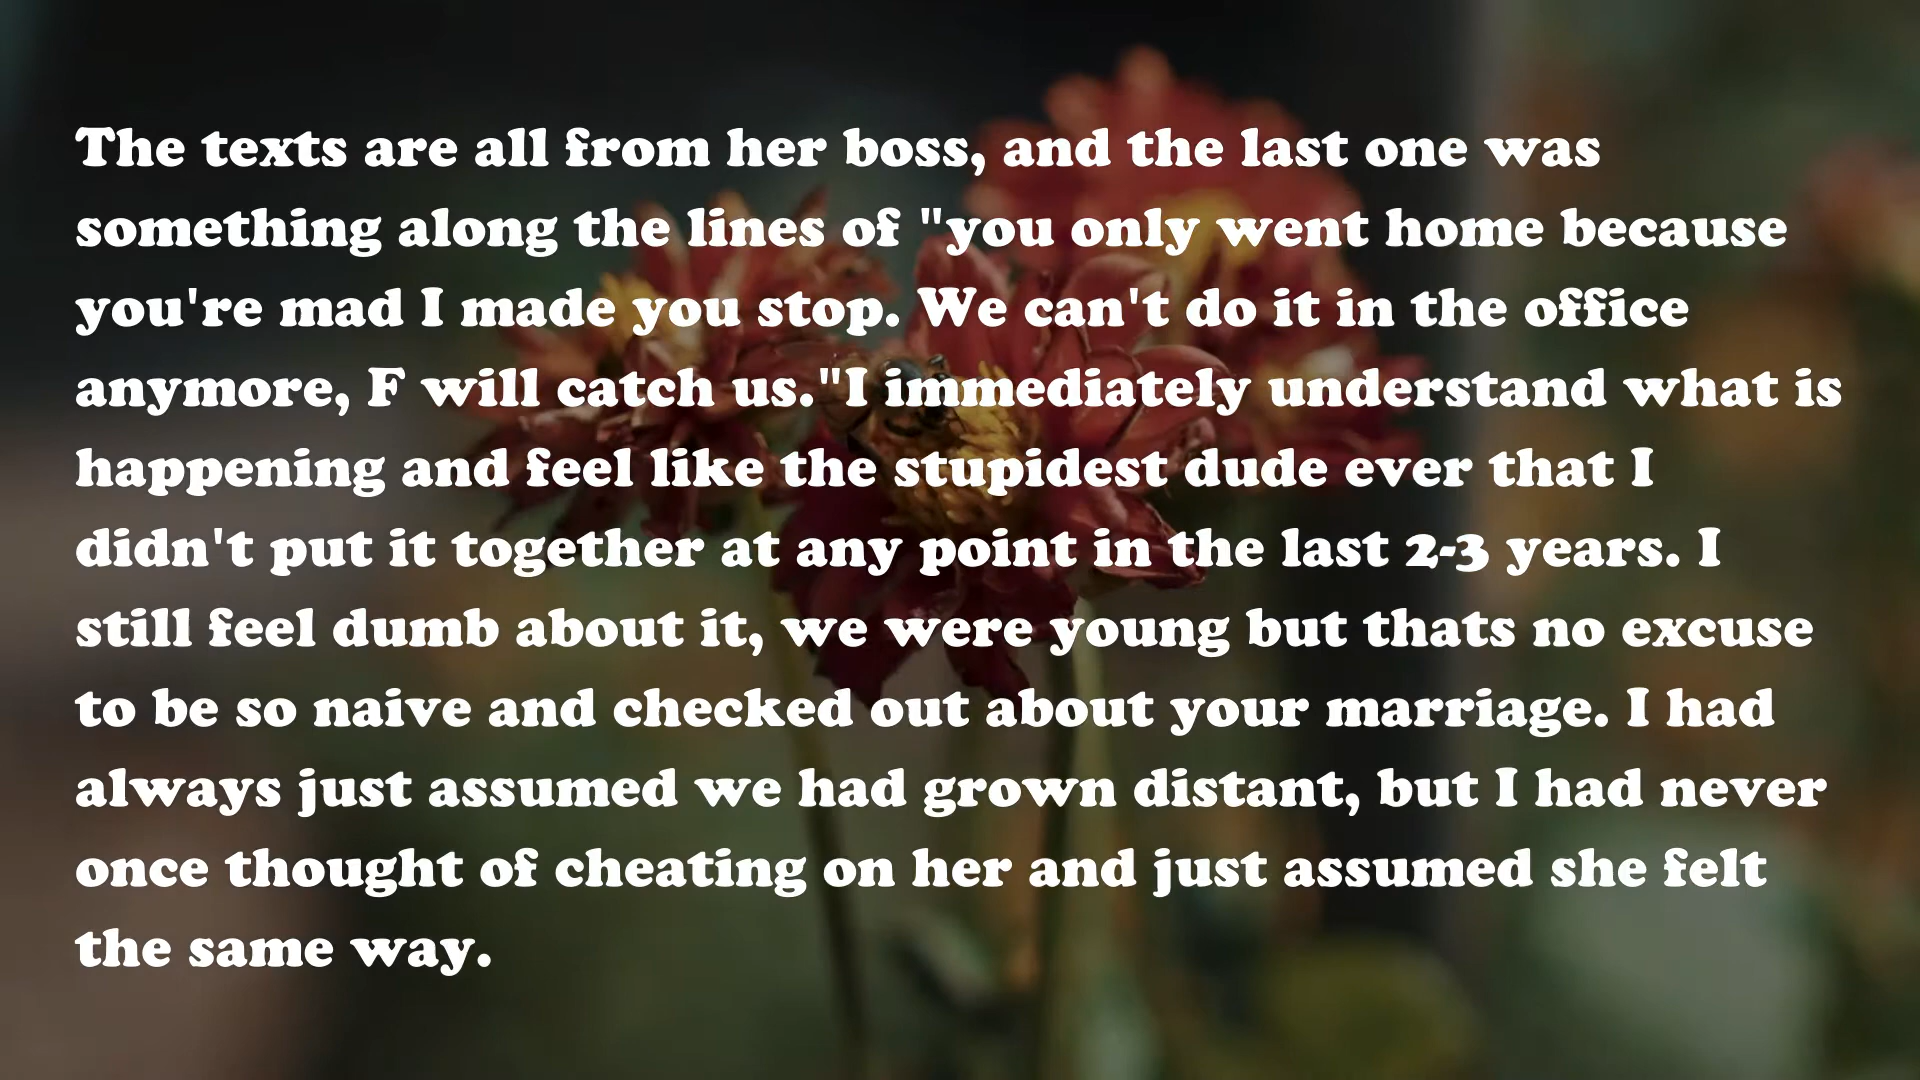 The texts are all from her boss, and the last one was
something along the lines of "you only went home because
you're mad I made you stop. We can't do it in the office
anymore, F will catch us."I immediately understand what is
happening and feel like the stupidest dude ever that I
didn't put it together at any point in the last 2-3 years. I
still feel dumb about it, we were young but thats no excuse
to be so naive and checked out about your marriage. I had
always just assumed we had grown distant, but I had never
once thought of cheating on her and just assumed she felt
the same way.